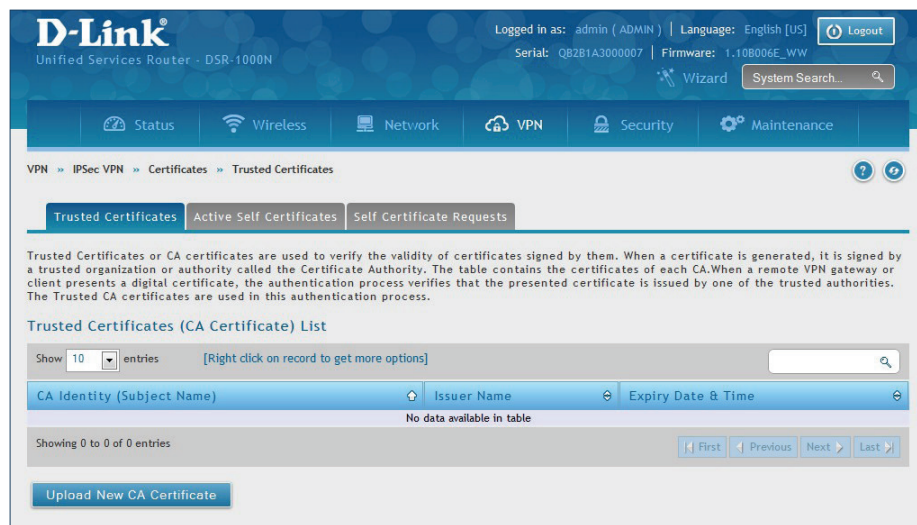 D-Link®
Unified Services Router - DSR-1000N
Logged in as: admin ( ADMIN ) | Language: English [US]
Logout
Serial: QB2B1A3000007 | Firmware: 1.10B006E_WW
Wizard
System Search...
Status
Wireless
Network
VPN
Security
Maintenance
VPN » IPSec VPN » Certificates » Trusted Certificates
?
Trusted Certificates
Active Self Certificates
Self Certificate Requests
Trusted Certificates or CA certificates are used to verify the validity of certificates signed by them. When a certificate is generated, it is signed by
a trusted organization or authority called the Certificate Authority. The table contains the certificates of each CA.When a remote VPN gateway or
client presents a digital certificate, the authentication process verifies that the presented certificate is issued by one of the trusted authorities.
The Trusted CA certificates are used in this authentication process.
Trusted Certificates (CA Certificate) List
Show 10 entries
[Right click on record to get more options]
CA Identity (Subject Name)
Issuer Name
Expiry Date & Time
No data available in table
Showing 0 to 0 of 0 entries
First
Previous
Next
Last
Upload New CA Certificate